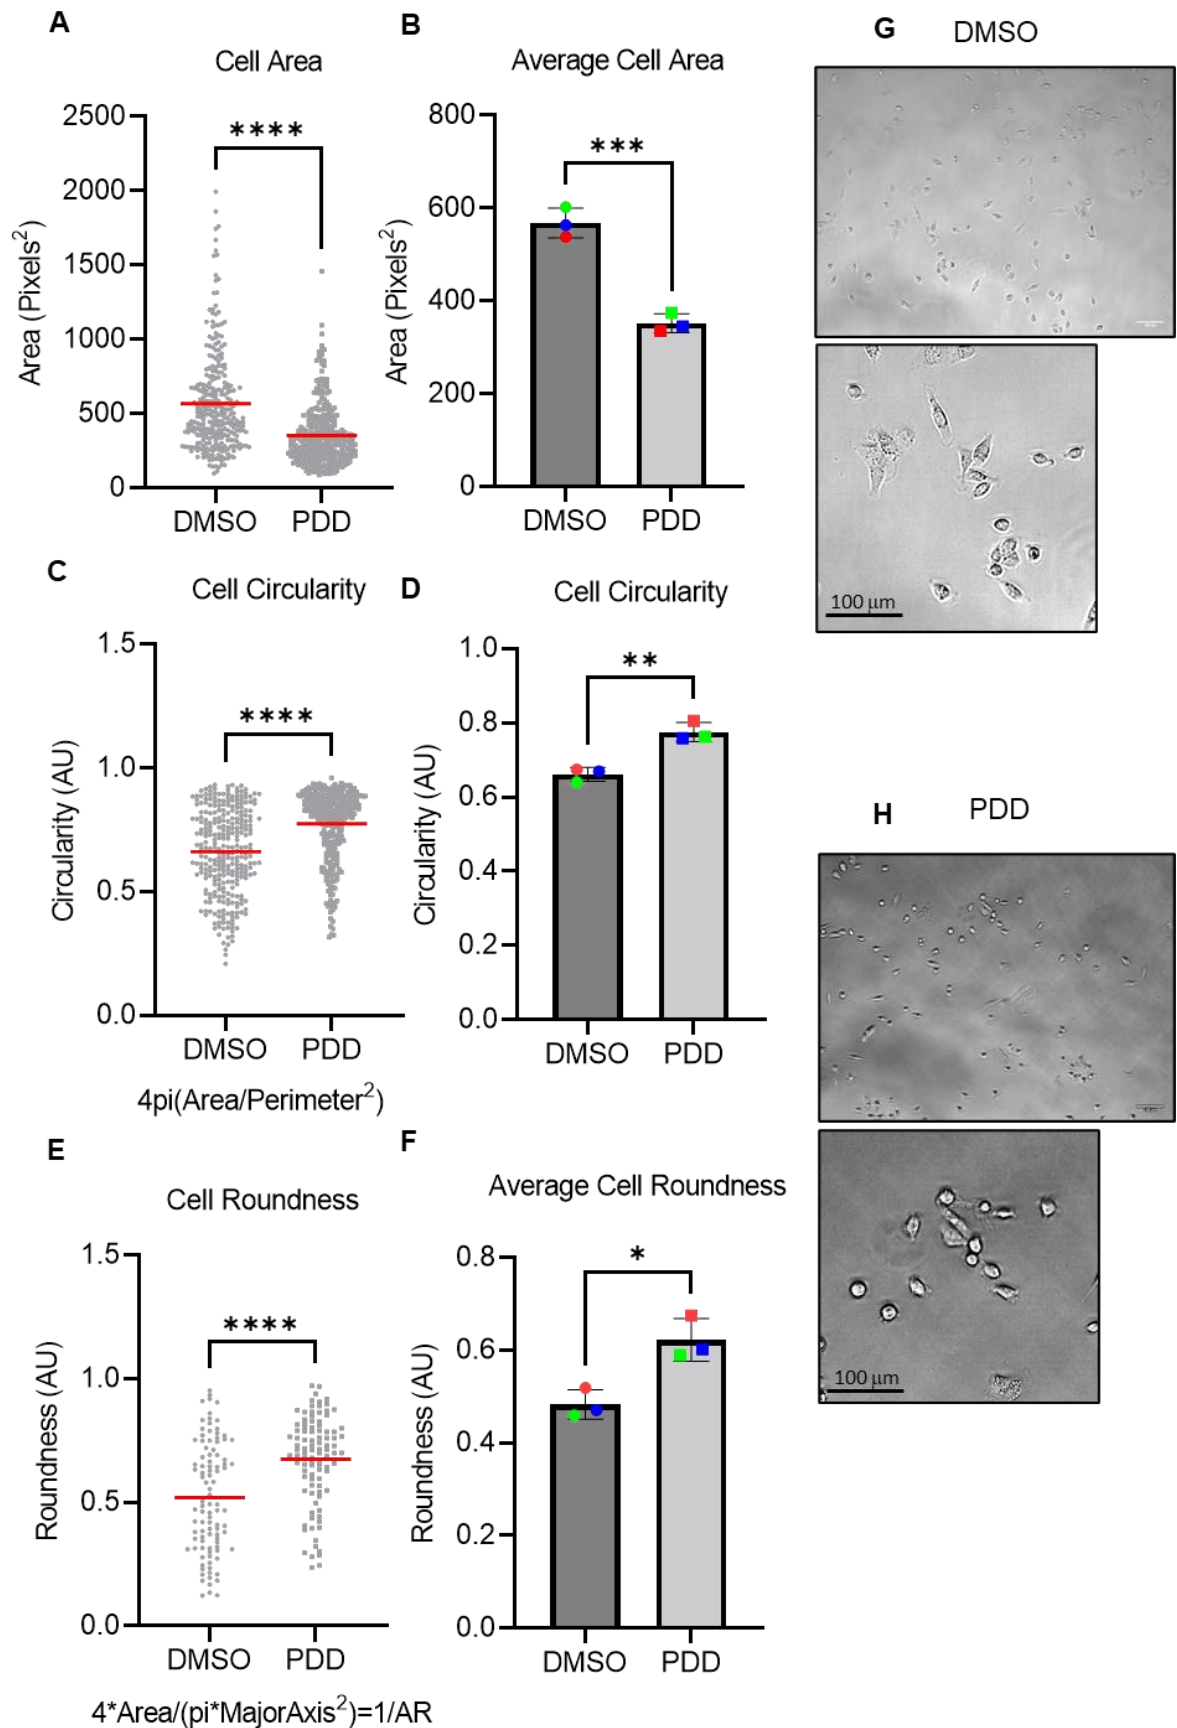 A
Cell Area
2500
2000
1500
1000
500
0
Area (Pixels²)
****
DMSO
PDD
B
Average Cell Area
800
600
400
200
0
Area (Pixels²)
***
DMSO
PDD
G
DMSO
100 µm
C
Cell Circularity
1.5
1.0
0.5
0.0
Circularity (AU)
****
DMSO
PDD
4pi(Area/Perimeter²)
D
Cell Circularity
1.0
0.8
0.6
0.4
0.2
0.0
Circularity (AU)
**
DMSO
PDD
H
PDD
100 µm
E
Cell Roundness
1.5
1.0
0.5
0.0
Roundness (AU)
****
DMSO
PDD
4*Area/(pi*MajorAxis²)=1/AR
F
Average Cell Roundness
0.8
0.6
0.4
0.2
0.0
Roundness (AU)
*
DMSO
PDD